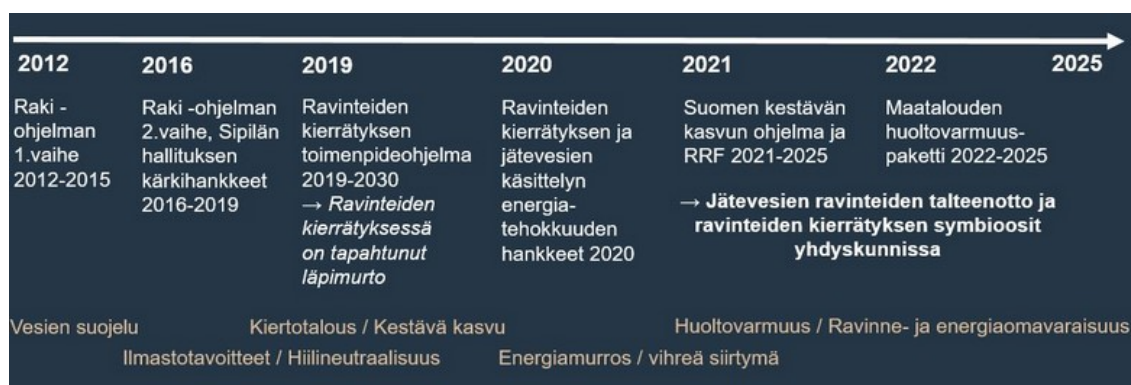 2012
2016
2019
2020
2021
2022
2025
Raki -
ohjelman
1.vaihe
2012-2015
Raki -ohjelman
2.vaihe, Sipilän
hallituksen
kärkihankkeet
2016-2019
Ravinteiden
kierrätyksen
toimenpideohjelma
2019-2030
→ Ravinteiden
kierrätyksessä
on tapahtunut
läpimurto
Ravinteiden
kierrätyksen ja
jätevesien
käsittelyn
energia-
tehokkuuden
hankkeet 2020
Suomen kestävän
kasvun ohjelma ja
RRF 2021-2025
Maatalouden
huoltovarmuus-
paketti 2022-2025
→ Jätevesien ravinteiden talteenotto ja
ravinteiden kierrätyksen symbioosit
yhdyskunnissa
Vesien suojelu
Kiertotalous / Kestävä kasvu
Huoltovarmuus / Ravinne- ja energiaomavaraisuus
Ilmastotavoitteet / Hiilineutraalisuus
Energiamurros / vihreä siirtymä